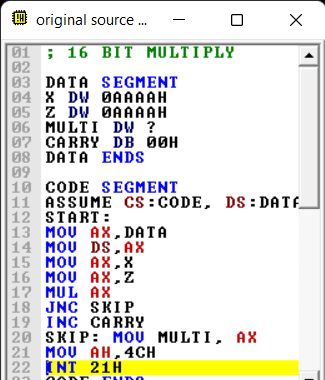 original source ...
01 ; 16 BIT MULTIPLY
02
03 DATA SEGMENT
04 X DW 0AAAAH
05 Z DW 0AAAAH
06 MULTI DW ?
07 CARRY DB 00H
08 DATA ENDS
09
10 CODE SEGMENT
11 ASSUME CS:CODE, DS:DATA
12 START:
13 MOV AX,DATA
14 MOV DS,AX
15 MOV AX,X
16 MOV AX,Z
17 MUL AX
18 JNC SKIP
19 INC CARRY
20 SKIP: MOV MULTI, AX
21 MOV AH,4CH
22 INT 21H
23 CODE ENDS